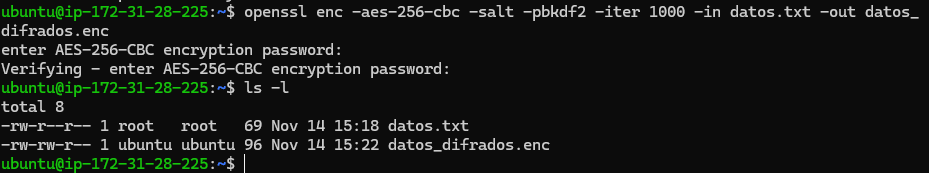 ubuntu@ip-172-31-28-225:~$ openssl enc -aes-256-cbc -salt -pbkdf2 -iter 1000 -in datos.txt -out datos_
difrados.enc
enter AES-256-CBC encryption password:
Verifying - enter AES-256-CBC encryption password:
ubuntu@ip-172-31-28-225:~$ ls -l
total 8
-rw-r--r-- 1 root   root   69 Nov 14 15:18 datos.txt
-rw-rw-r-- 1 ubuntu ubuntu 96 Nov 14 15:22 datos_difrados.enc
ubuntu@ip-172-31-28-225:~$